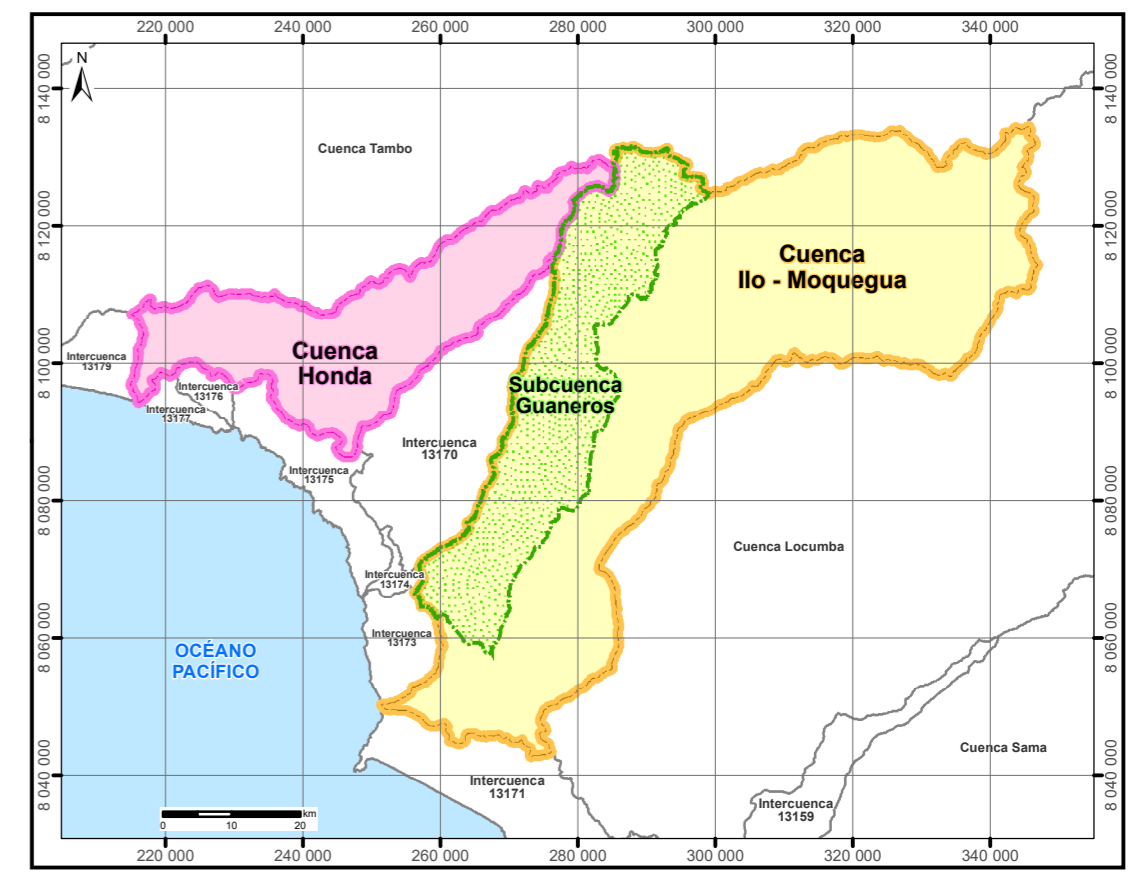 220 000 240 000 260 000 280 000 300 000 320 000 340 000
N
8 140 000
8 140 000
Cuenca Tambo
8 120 000
8 120 000
Cuenca
Ilo - Moquegua
Intercuenca
13179
8 100 000
8 100 000
Cuenca
Honda
Intercuenca
13176
Subcuenca
Guaneros
Intercuenca
13177
Intercuenca
13170
Intercuenca
13175
8 080 000
8 080 000
Cuenca Locumba
Intercuenca
13174
Intercuenca
13173
8 060 000
8 060 000
OCÉANO
PACÍFICO
Cuenca Sama
8 040 000
8 040 000
Intercuenca
13171
Intercuenca
13159
km
0 10 20
220 000 240 000 260 000 280 000 300 000 320 000 340 000